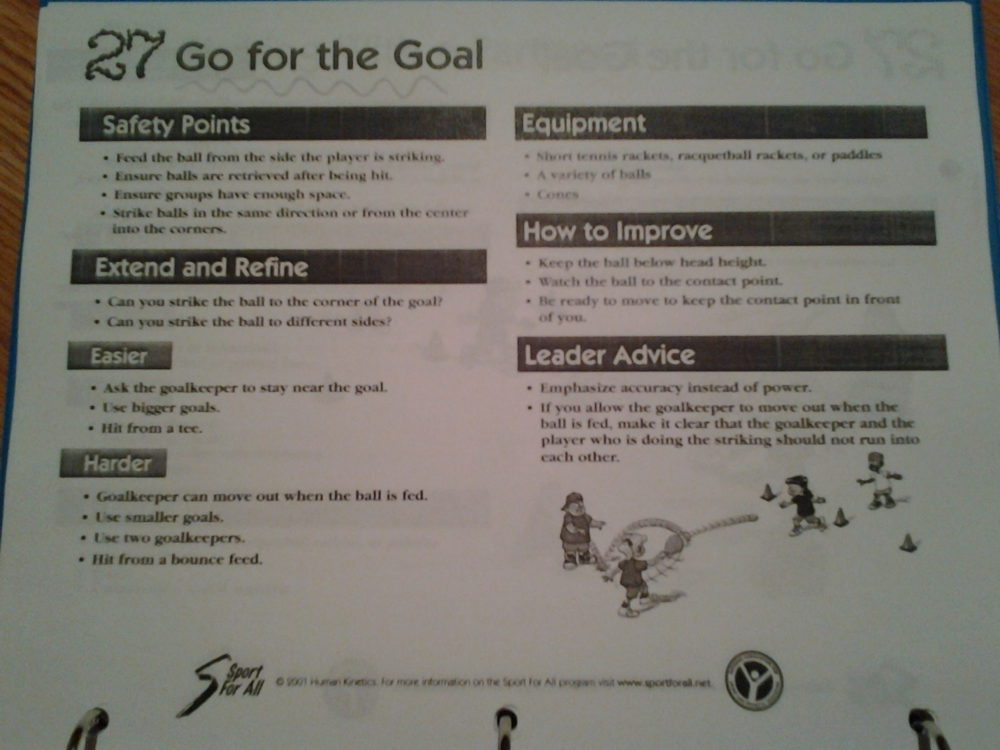 27 Go for the Goal
Safety Points
• Feed the ball from the side the player is striking.
• Ensure balls are retrieved after being hit.
• Ensure groups have enough space.
• Strike balls in the same direction or from the center
into the corners.
Extend and Refine
• Can you strike the ball to the corner of the goal?
• Can you strike the ball to different sides?
Easier
• Ask the goalkeeper to stay near the goal.
• Use bigger goals.
• Hit from a tee.
Harder
• Goalkeeper can move out when the ball is fed.
• Use smaller goals.
• Use two goalkeepers.
• Hit from a bounce feed.
Equipment
• Short tennis rackets, racquetball rackets, or paddles
• A variety of balls
• Cones
How to Improve
• Keep the ball below head height.
• Watch the ball to the contact point.
• Be ready to move to keep the contact point in front
of you.
Leader Advice
• Emphasize accuracy instead of power.
• If you allow the goalkeeper to move out when the
ball is fed, make it clear that the goalkeeper and the
player who is doing the striking should not run into
each other.
Sport
For All
© 2001 Human Kinetics. For more information on the Sport For All program visit www.sportforall.net.